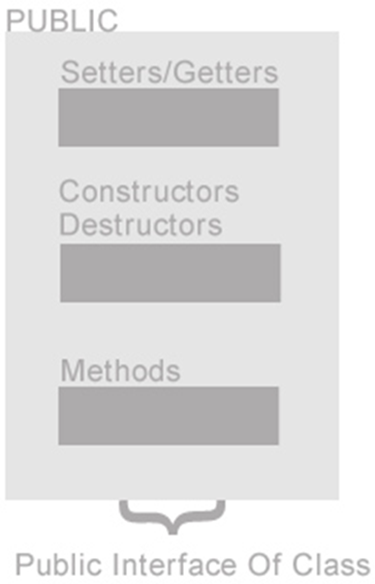 PUBLIC
Setters/Getters
Constructors
Destructors
Methods
Public Interface Of Class